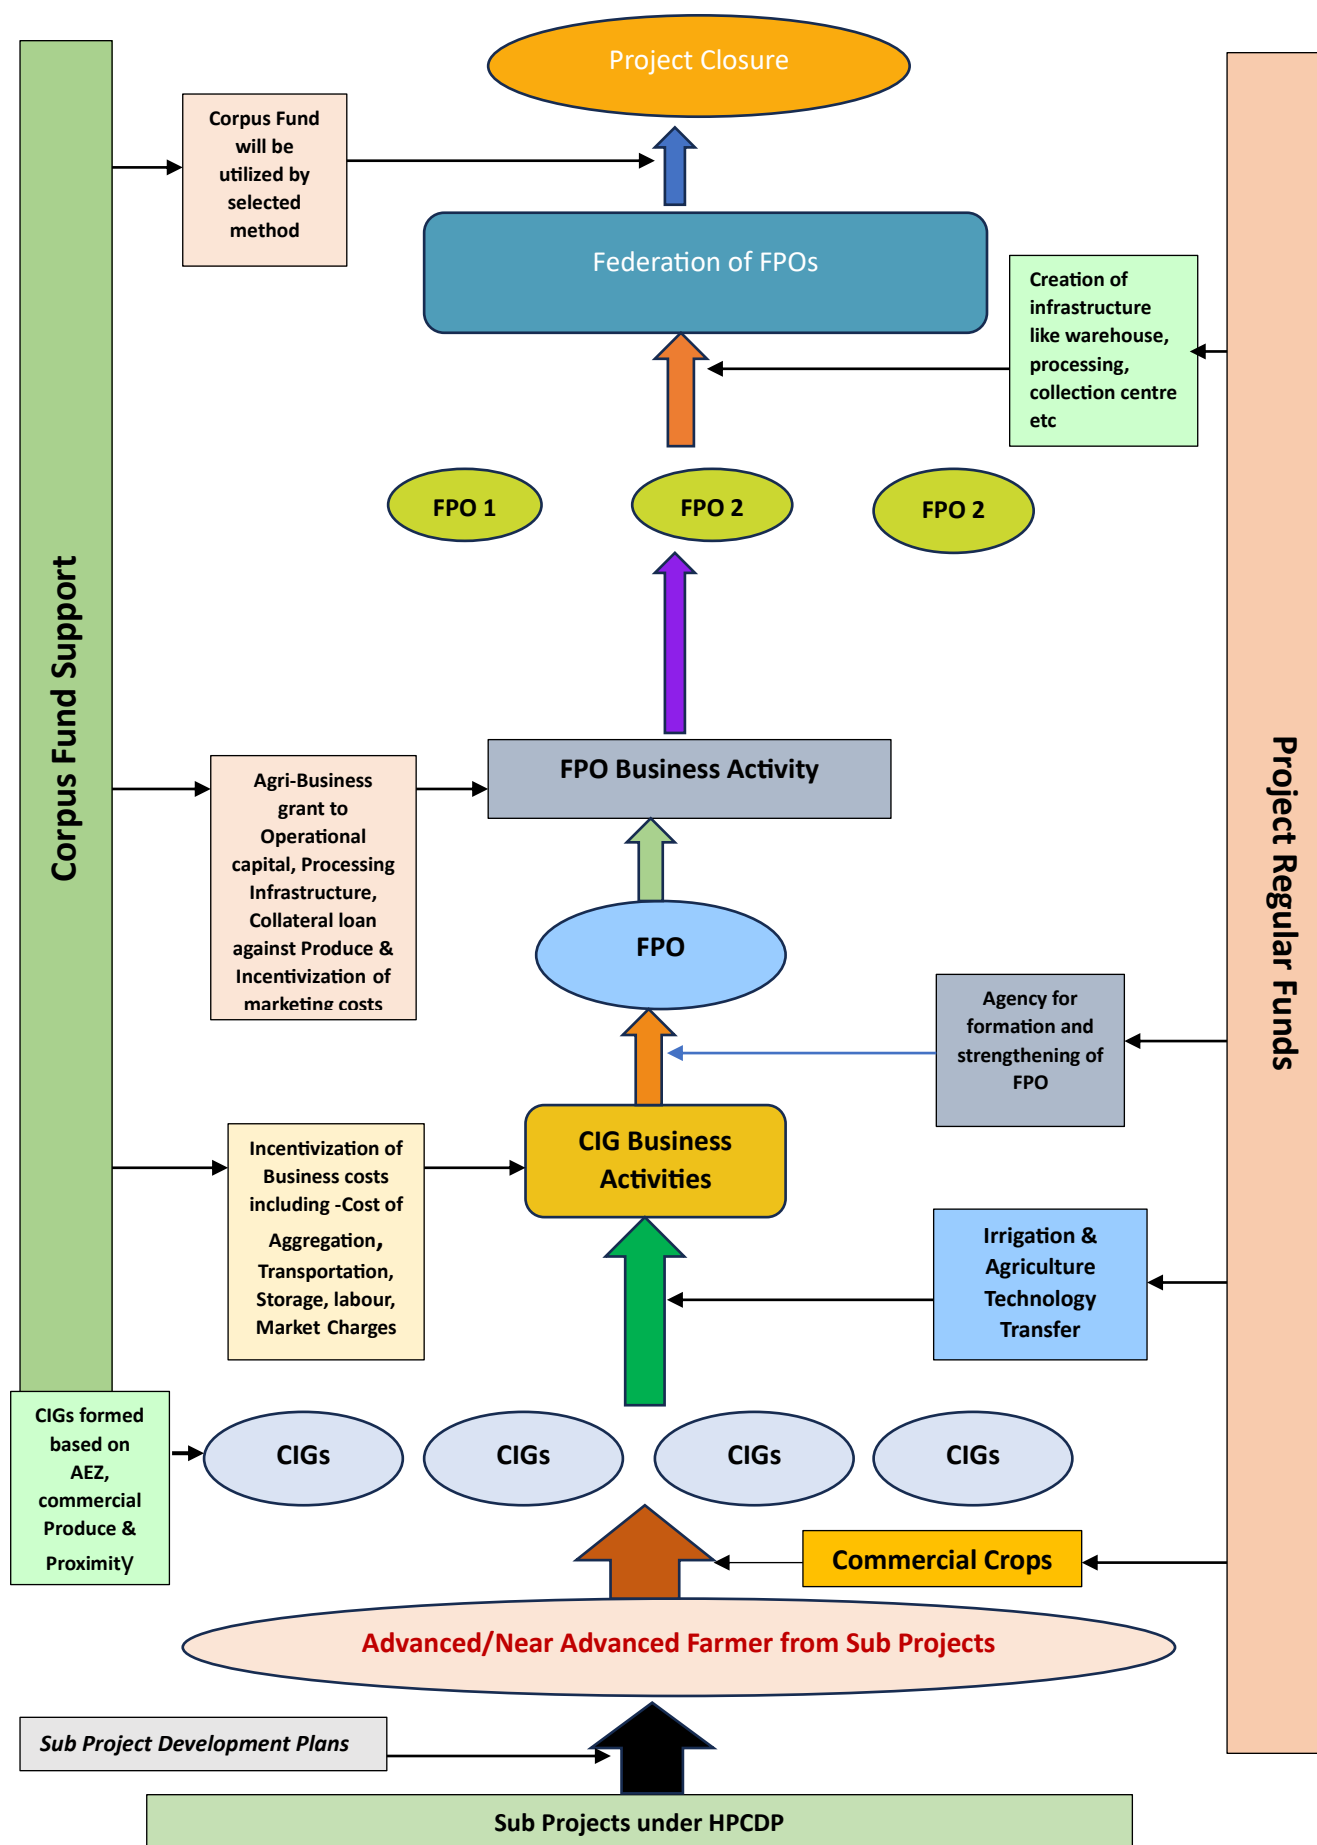 Project Closure
Corpus Fund
will be
utilized by
selected
method
Federation of FPOs
Creation of
infrastructure
like warehouse,
processing,
collection centre
etc
FPO 1
FPO 2
FPO 2
Corpus Fund Support
Project Regular Funds
FPO Business Activity
Agri-Business
grant to
Operational
capital, Processing
Infrastructure,
Collateral loan
against Produce &
Incentivization of
marketing costs
FPO
Agency for
formation and
strengthening of
FPO
CIG Business
Activities
Incentivization of
Business costs
including -Cost of
Aggregation,
Transportation,
Storage, labour,
Market Charges
Irrigation &
Agriculture
Technology
Transfer
CIGs formed
based on
AEZ,
commercial
Produce &
Proximity
CIGs
CIGs
CIGs
CIGs
Commercial Crops
Advanced/Near Advanced Farmer from Sub Projects
Sub Project Development Plans
Sub Projects under HPCDP